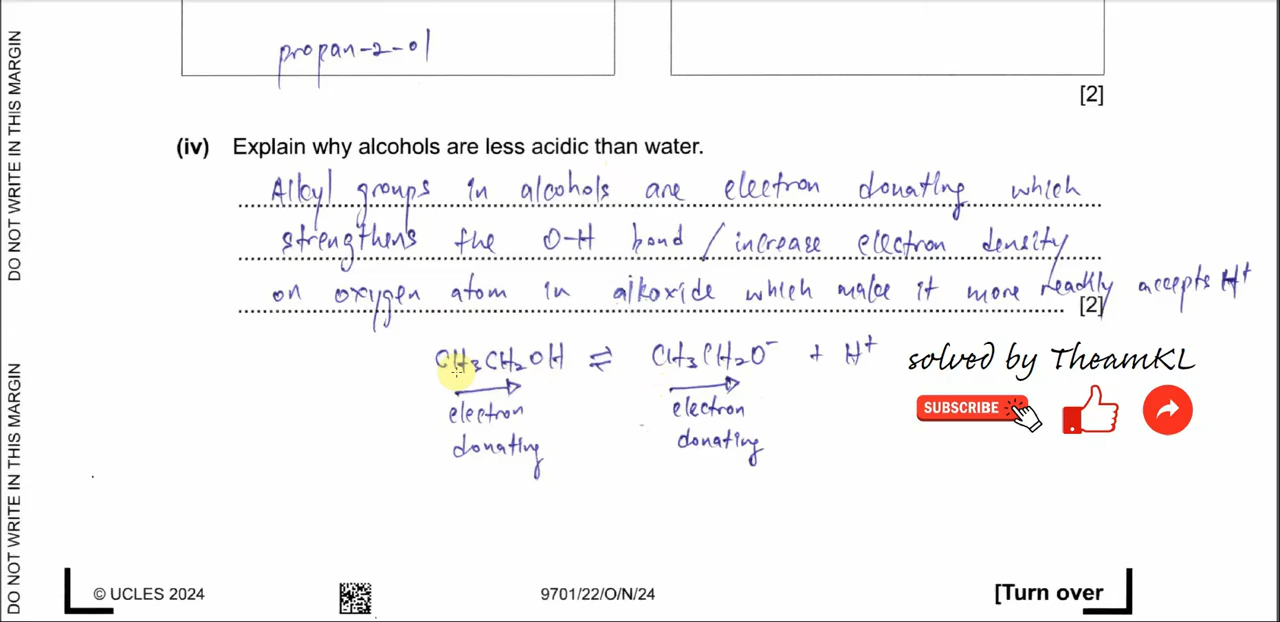 DO NOT WRITE IN THIS MARGIN
propan-2-ol
[2]
(iv) Explain why alcohols are less acidic than water.
Alkyl groups in alcohols are electron donating which
strengthens the O-H bond / increase electron density
on oxygen atom in alkoxide which make it more readily accepts H⁺
[2]
CH₃CH₂OH ⇌ CH₃CH₂O⁻ + H⁺
solved by TheamKL
electron donating
electron donating
SUBSCRIBE
DO NOT WRITE IN THIS MARGIN
© UCLES 2024
9701/22/O/N/24
[Turn over